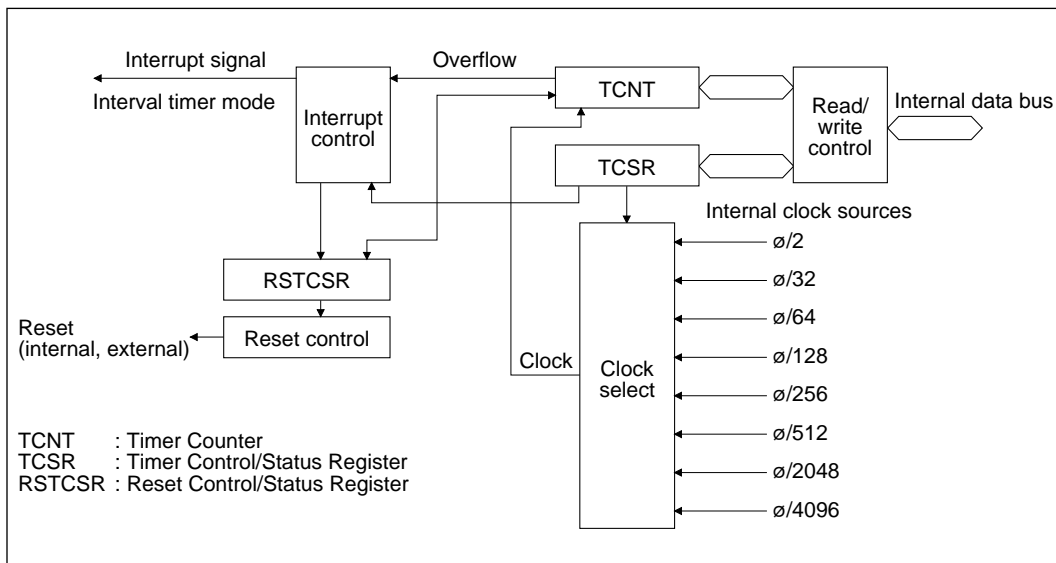 Interrupt signal
Interval timer mode
Interrupt
control
Overflow
TCNT
Read/
write
control
Internal data bus
TCSR
Internal clock sources
ø/2
ø/32
ø/64
ø/128
ø/256
ø/512
ø/2048
ø/4096
RSTCSR
Reset control
Reset
(internal, external)
Clock
Clock
select
TCNT : Timer Counter
TCSR : Timer Control/Status Register
RSTCSR : Reset Control/Status Register